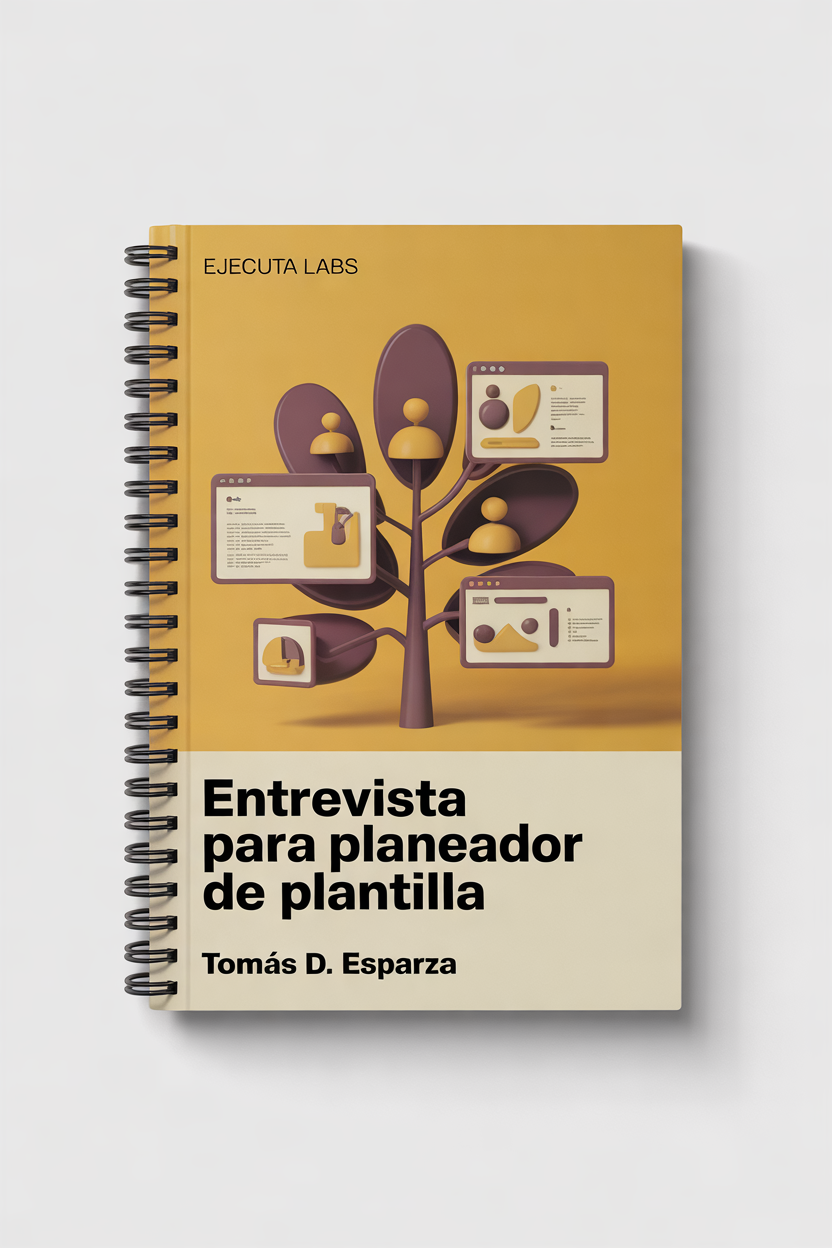 EJECUTA LABS
Entrevista
para planeador
de plantilla
Tomás D. Esparza